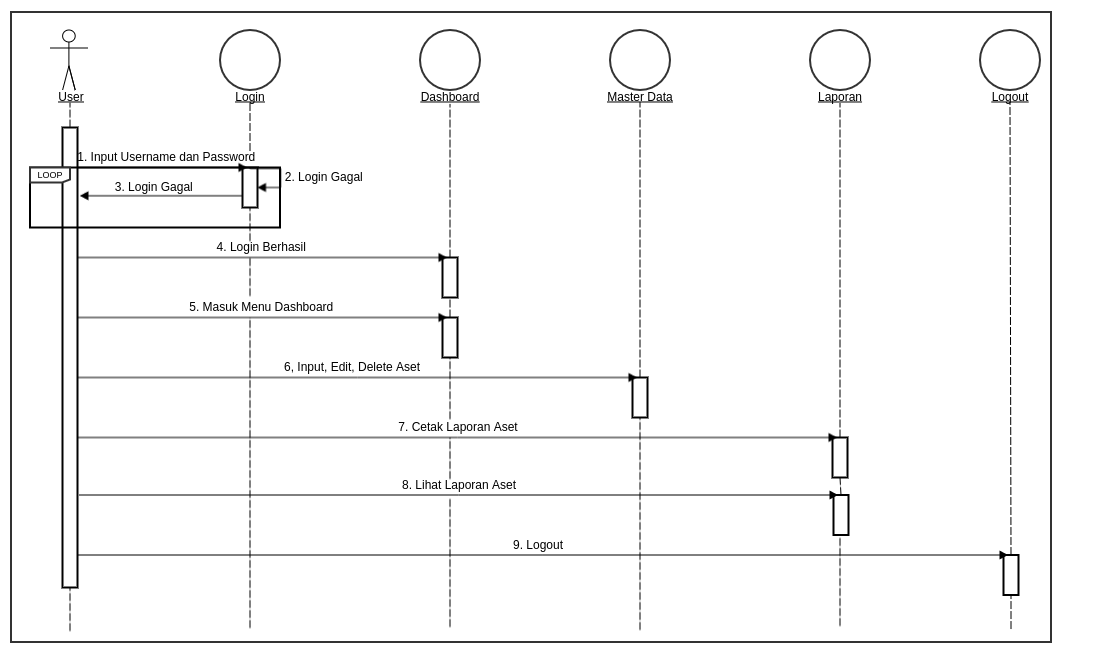 User
Login
Dashboard
Master Data
Laporan
Logout
1. Input Username dan Password
LOOP
2. Login Gagal
3. Login Gagal
4. Login Berhasil
5. Masuk Menu Dashboard
6, Input, Edit, Delete Aset
7. Cetak Laporan Aset
8. Lihat Laporan Aset
9. Logout